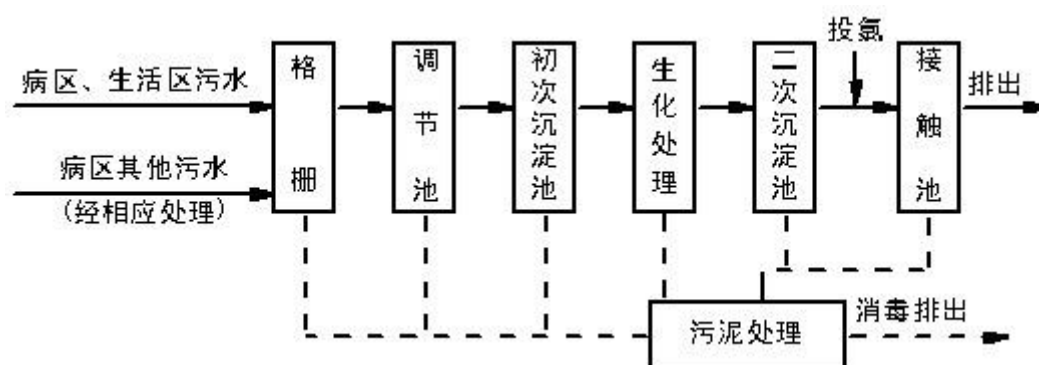 病区、生活区污水
病区其他污水
(经相应处理)
格栅
调节池
初次沉淀池
生化处理
二次沉淀池
投氯
接触池
排出
污泥处理
消毒排出